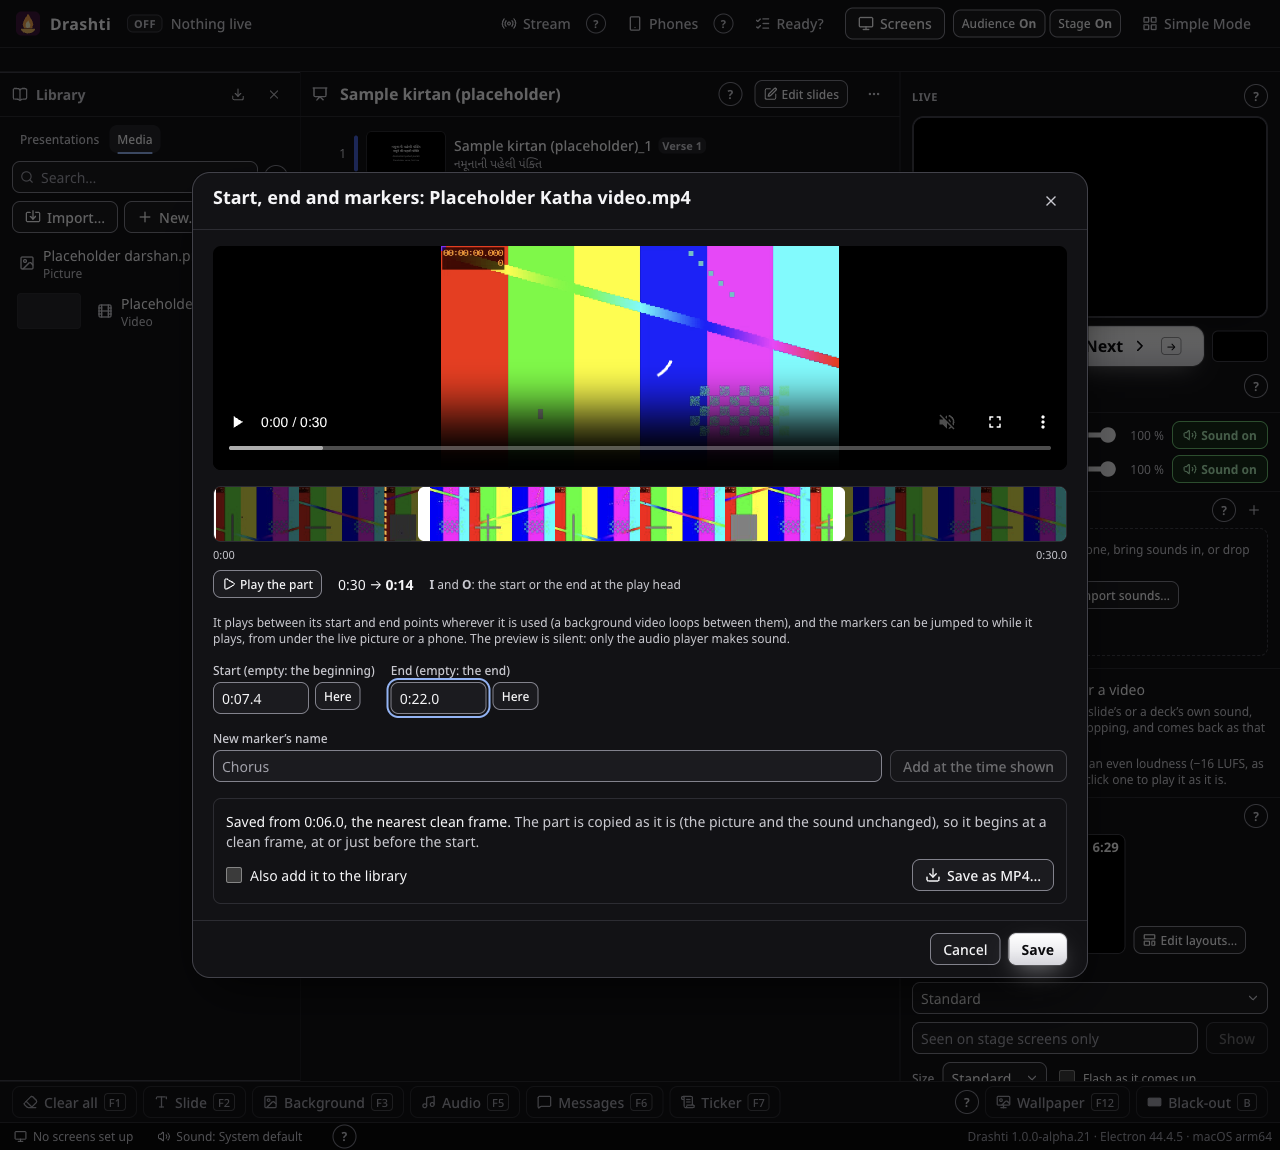 Drashti
OFF
Nothing live
Stream
?
Phones
?
Ready?
Screens
Audience On
Stage On
Simple Mode
Library
Sample kirtan (placeholder)
?
Edit slides
LIVE
?
Presentations
Media
1
Sample kirtan (placeholder)_1
Verse 1
નમૂનાની પહેલી પંક્તિ
Search...
Import...
New.
Placeholder darshan.p
Picture
Placeholde
Video
Start, end and markers: Placeholder Katha video.mp4
00:00:00.000
0
0:00 / 0:30
0:00
0:30.0
Play the part
0:30 → 0:14
I and O: the start or the end at the play head
It plays between its start and end points wherever it is used (a background video loops between them), and the markers can be jumped to while it
plays, from under the live picture or a phone. The preview is silent: only the audio player makes sound.
Start (empty: the beginning)
End (empty: the end)
0:07.4
Here
0:22.0
Here
New marker's name
Chorus
Add at the time shown
Saved from 0:06.0, the nearest clean frame. The part is copied as it is (the picture and the sound unchanged), so it begins at a
clean frame, at or just before the start.
Also add it to the library
Save as MP4...
Cancel
Save
Next
?
100 %
Sound on
100 %
Sound on
?
one, bring sounds in, or drop
port sounds...
r a video
slide's or a deck's own sound,
opping, and comes back as that
an even loudness (−16 LUFS, as
click one to play it as it is.
?
6:29
Edit layouts...
Standard
Seen on stage screens only
Show
Size
Standard
Flash as it comes up
Clear all F1
Slide F2
Background F3
Audio F5
Messages F6
Ticker F7
?
Wallpaper F12
Black-out B
No screens set up
Sound: System default
?
Drashti 1.0.0-alpha.21 · Electron 44.4.5 · macOS arm64